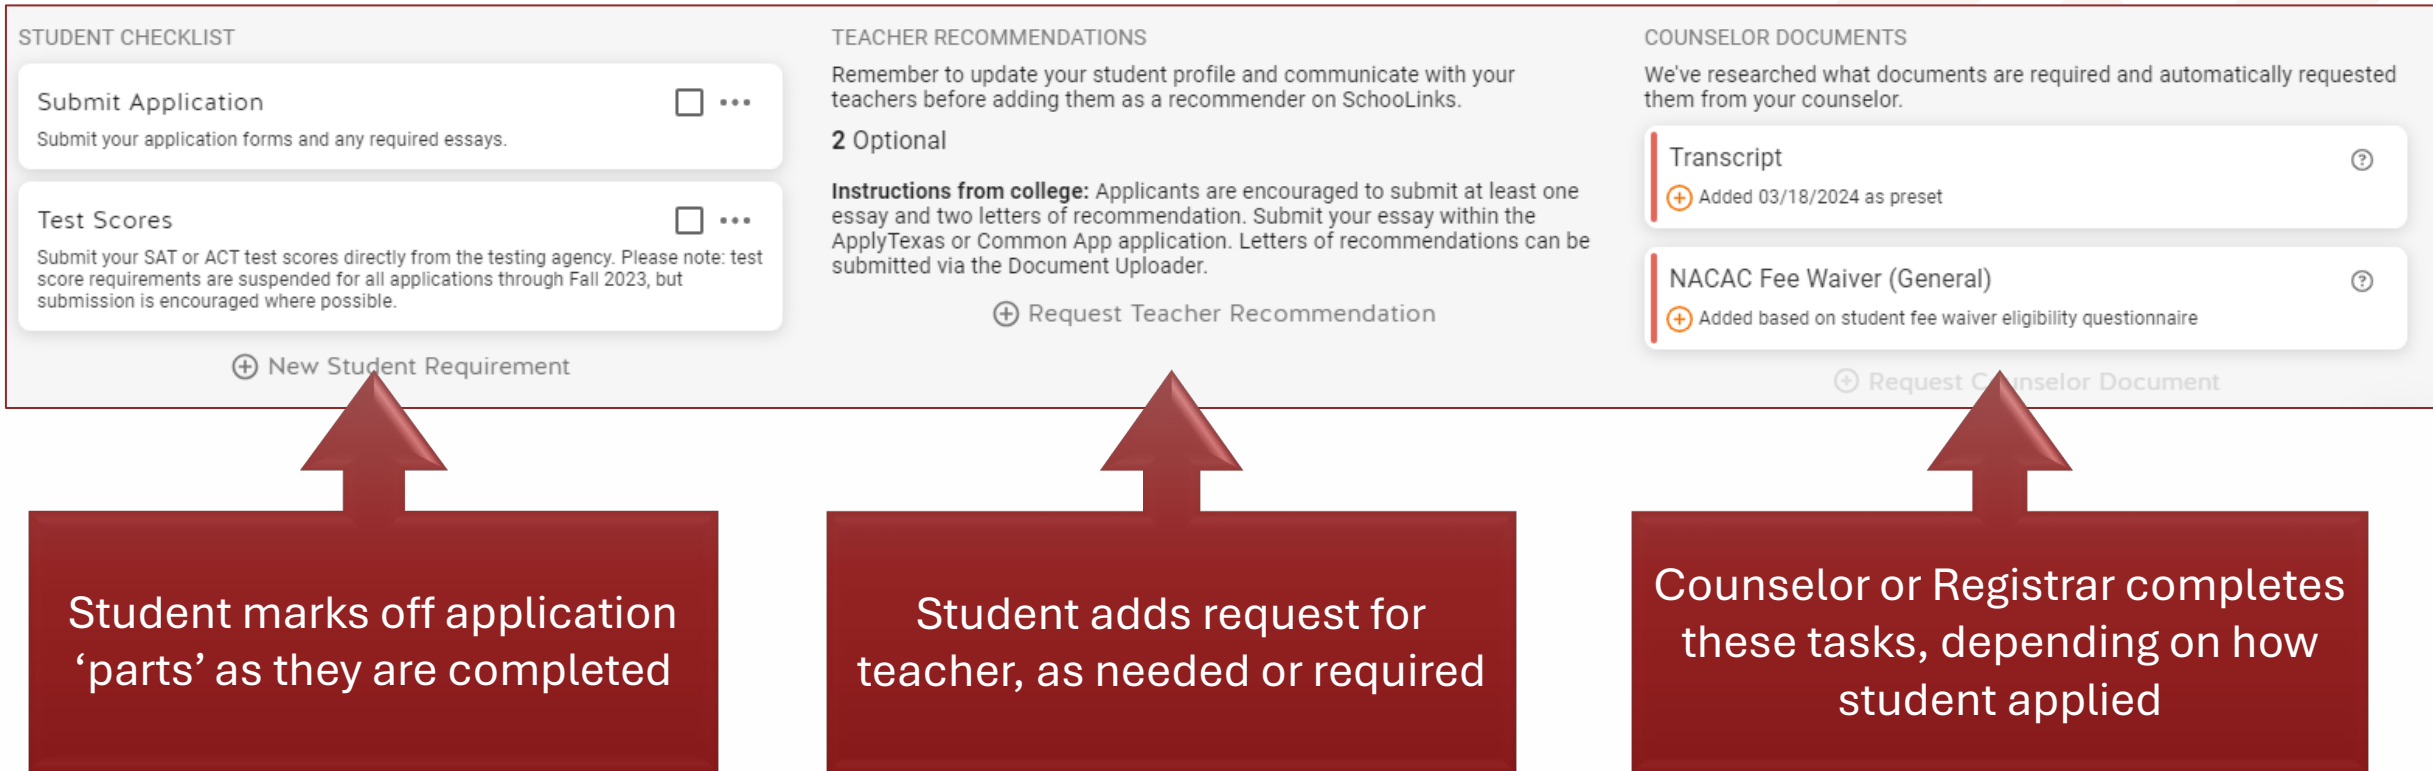 STUDENT CHECKLIST
Submit Application
Submit your application forms and any required essays.
Test Scores
Submit your SAT or ACT test scores directly from the testing agency. Please note: test
score requirements are suspended for all applications through Fall 2023, but
submission is encouraged where possible.
New Student Requirement
TEACHER RECOMMENDATIONS
Remember to update your student profile and communicate with your
teachers before adding them as a recommender on SchooLinks.
2 Optional
Instructions from college: Applicants are encouraged to submit at least one
essay and two letters of recommendation. Submit your essay within the
ApplyTexas or Common App application. Letters of recommendations can be
submitted via the Document Uploader.
Request Teacher Recommendation
COUNSELOR DOCUMENTS
We've researched what documents are required and automatically requested
them from your counselor.
Transcript
Added 03/18/2024 as preset
NACAC Fee Waiver (General)
Added based on student fee waiver eligibility questionnaire
Request Counselor Document
Student marks off application
‘parts’ as they are completed
Student adds request for
teacher, as needed or required
Counselor or Registrar completes
these tasks, depending on how
student applied